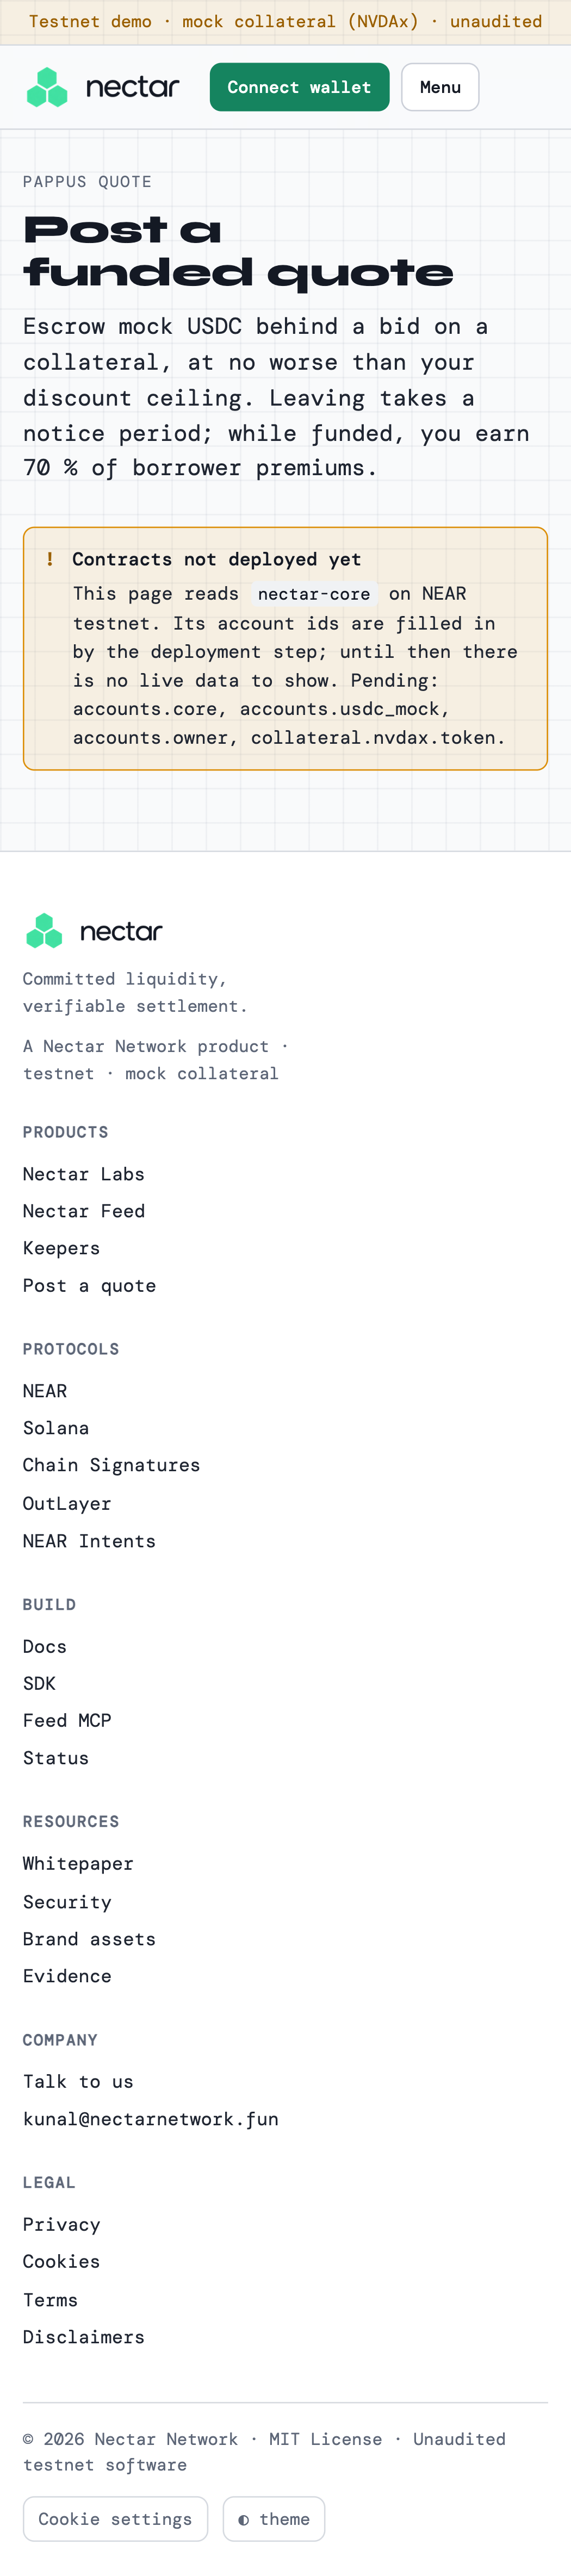 Testnet demo · mock collateral (NVDAx) · unaudited
nectar
Connect wallet
Menu
PAPPUS QUOTE
Post a
funded quote
Escrow mock USDC behind a bid on a
collateral, at no worse than your
discount ceiling. Leaving takes a
notice period; while funded, you earn
70 % of borrower premiums.
! Contracts not deployed yet
This page reads nectar-core on NEAR
testnet. Its account ids are filled in
by the deployment step; until then there
is no live data to show. Pending:
accounts.core, accounts.usdc_mock,
accounts.owner, collateral.nvdax.token.
nectar
Committed liquidity,
verifiable settlement.
A Nectar Network product ·
testnet · mock collateral
PRODUCTS
Nectar Labs
Nectar Feed
Keepers
Post a quote
PROTOCOLS
NEAR
Solana
Chain Signatures
OutLayer
NEAR Intents
BUILD
Docs
SDK
Feed MCP
Status
RESOURCES
Whitepaper
Security
Brand assets
Evidence
COMPANY
Talk to us
kunal@nectarnetwork.fun
LEGAL
Privacy
Cookies
Terms
Disclaimers
© 2026 Nectar Network · MIT License · Unaudited
testnet software
Cookie settings
◐ theme